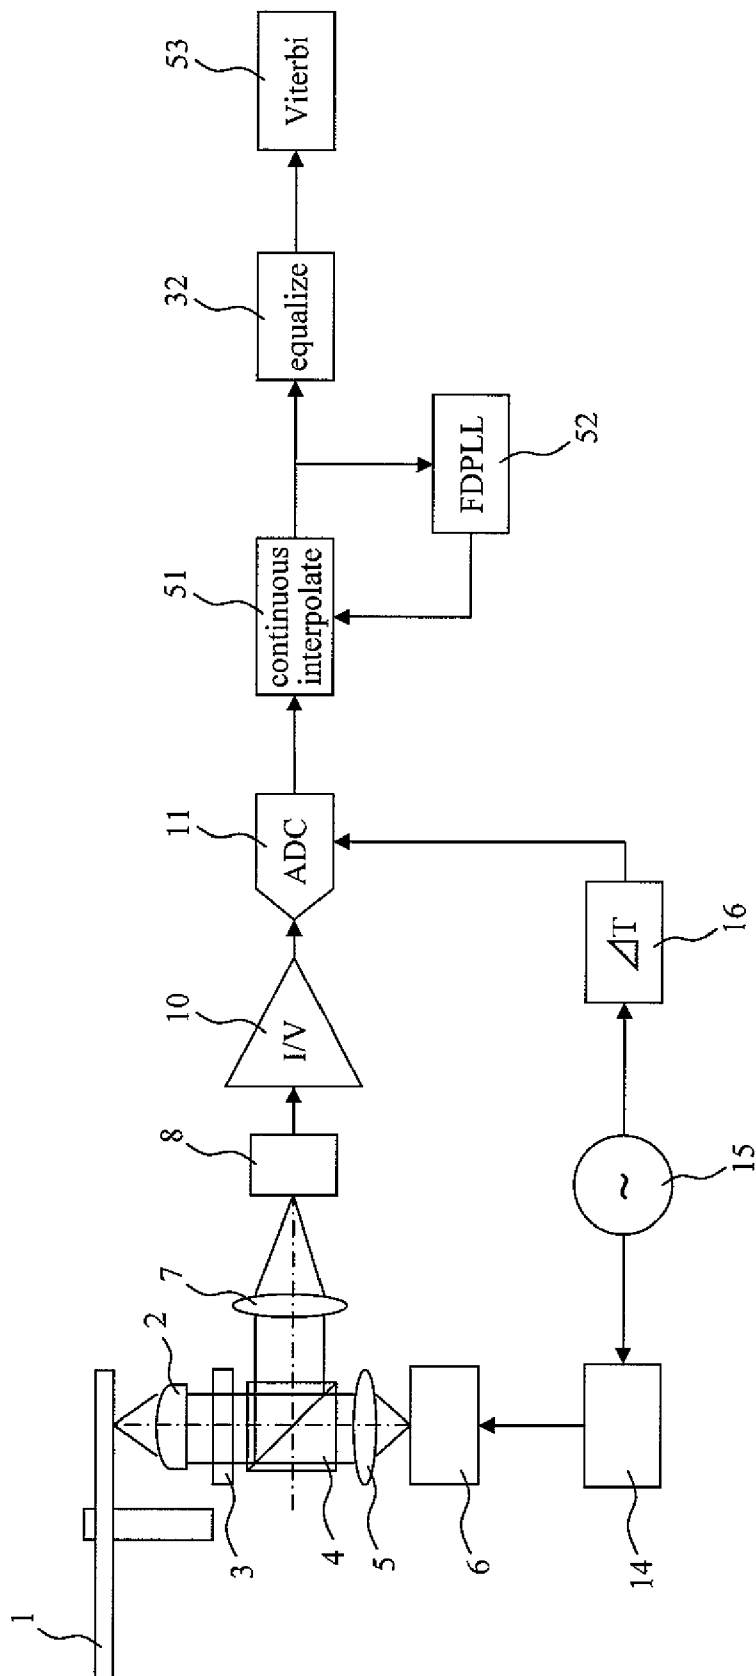 1
2
3
4
5
6
7
8
10
I/V
11
ADC
51
continuous
interpolate
32
equalize
53
Viterbi
FDPLL
52
14
15
~
16
ΔT